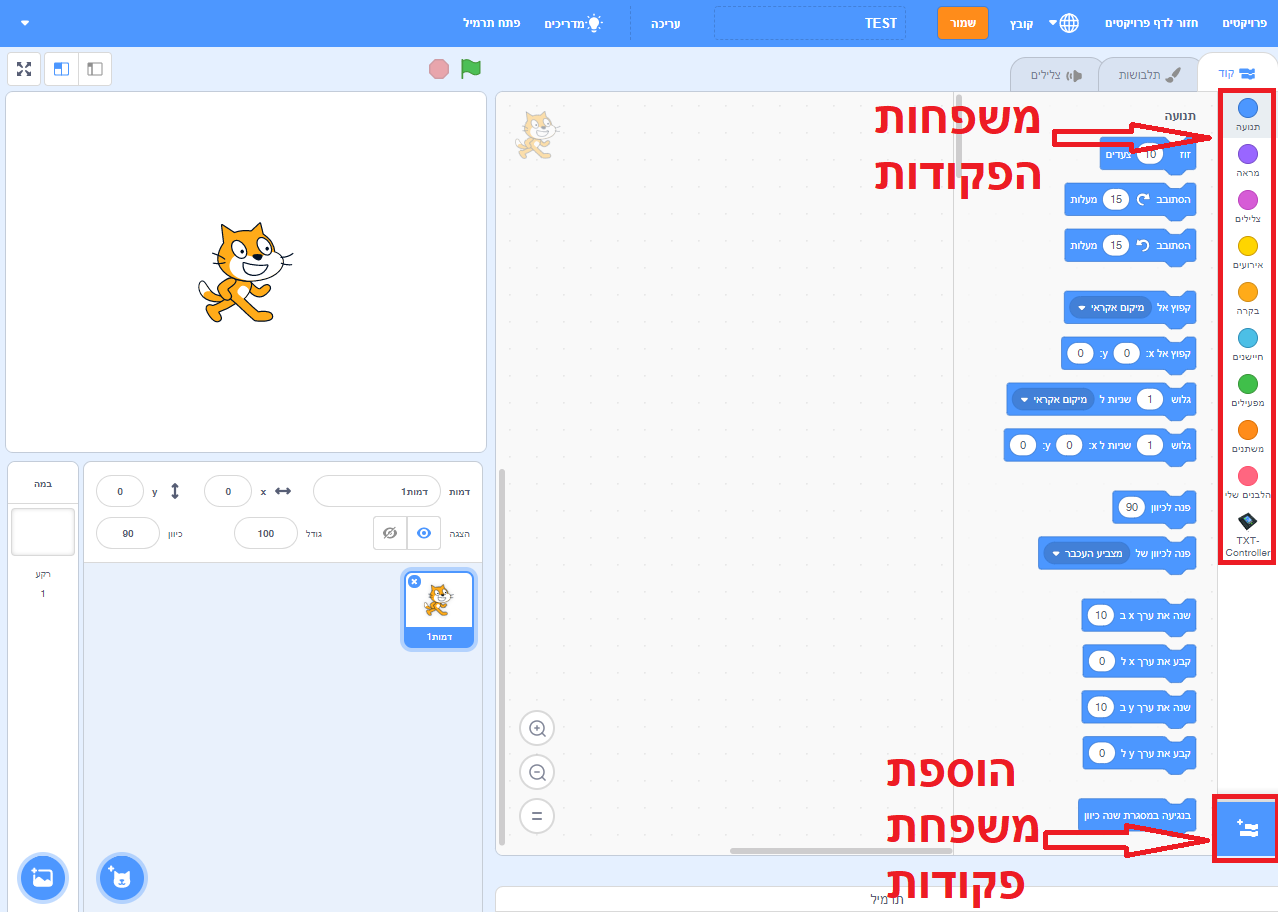 פרויקטים
חזור לדף פרויקטים
קובץ
שמור
TEST
עריכה
מדריכים
פתח תרמיל
קוד
תלבושות
צלילים
תנועה
מראה
צלילים
אירועים
בקרה
חיישנים
מפעילים
משתנים
הלבנים שלי
TXT-
Controller
תנועה
זוז 10 צעדים
הסתובב 15 מעלות
הסתובב 15 מעלות
קפוץ אל מיקום אקראי
קפוץ אל x: 0 y: 0
גלוש 1 שניות ל מיקום אקראי
גלוש 1 שניות ל x: 0 y: 0
פנה לכיוון 90
פנה לכיוון של מצביע העכבר
שנה את ערך x ב 10
קבע את ערך x ל 0
שנה את ערך y ב 10
קבע את ערך y ל 0
בנגיעה במסגרת שנה כיוון
משפחות
הפקודות
הוספת
משפחת
פקודות
תרמיל
דמות דמות1 x 0 y 0
הצגה גודל 100 כיוון 90
דמות1
במה
רקע
1